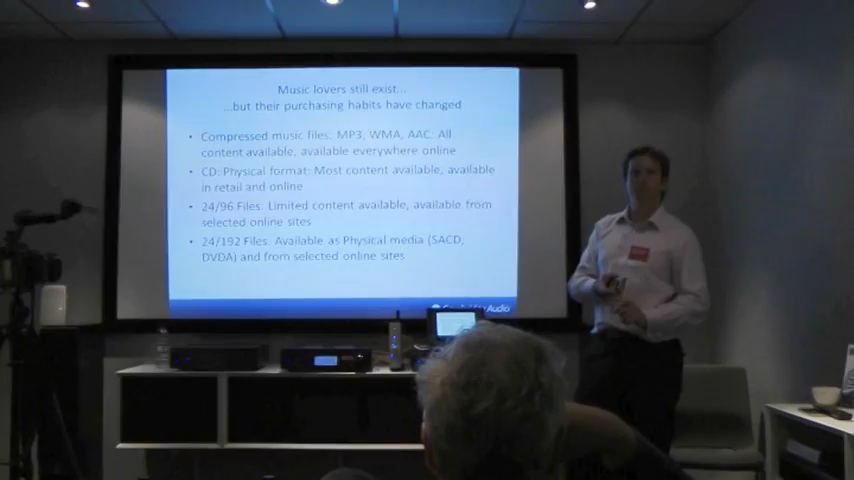 Music lovers still exist...
...but their purchasing habits have changed
• Compressed music files. MP3, WMA, AAC. All
content available, available everywhere online
• CD: Physical format: Most content available, available
in retail and online
• 24/96 Files. Limited content available, available from
selected online sites
• 24/192 Files. Available as Physical media (SACD,
DVDA) and from selected online sites
Audio